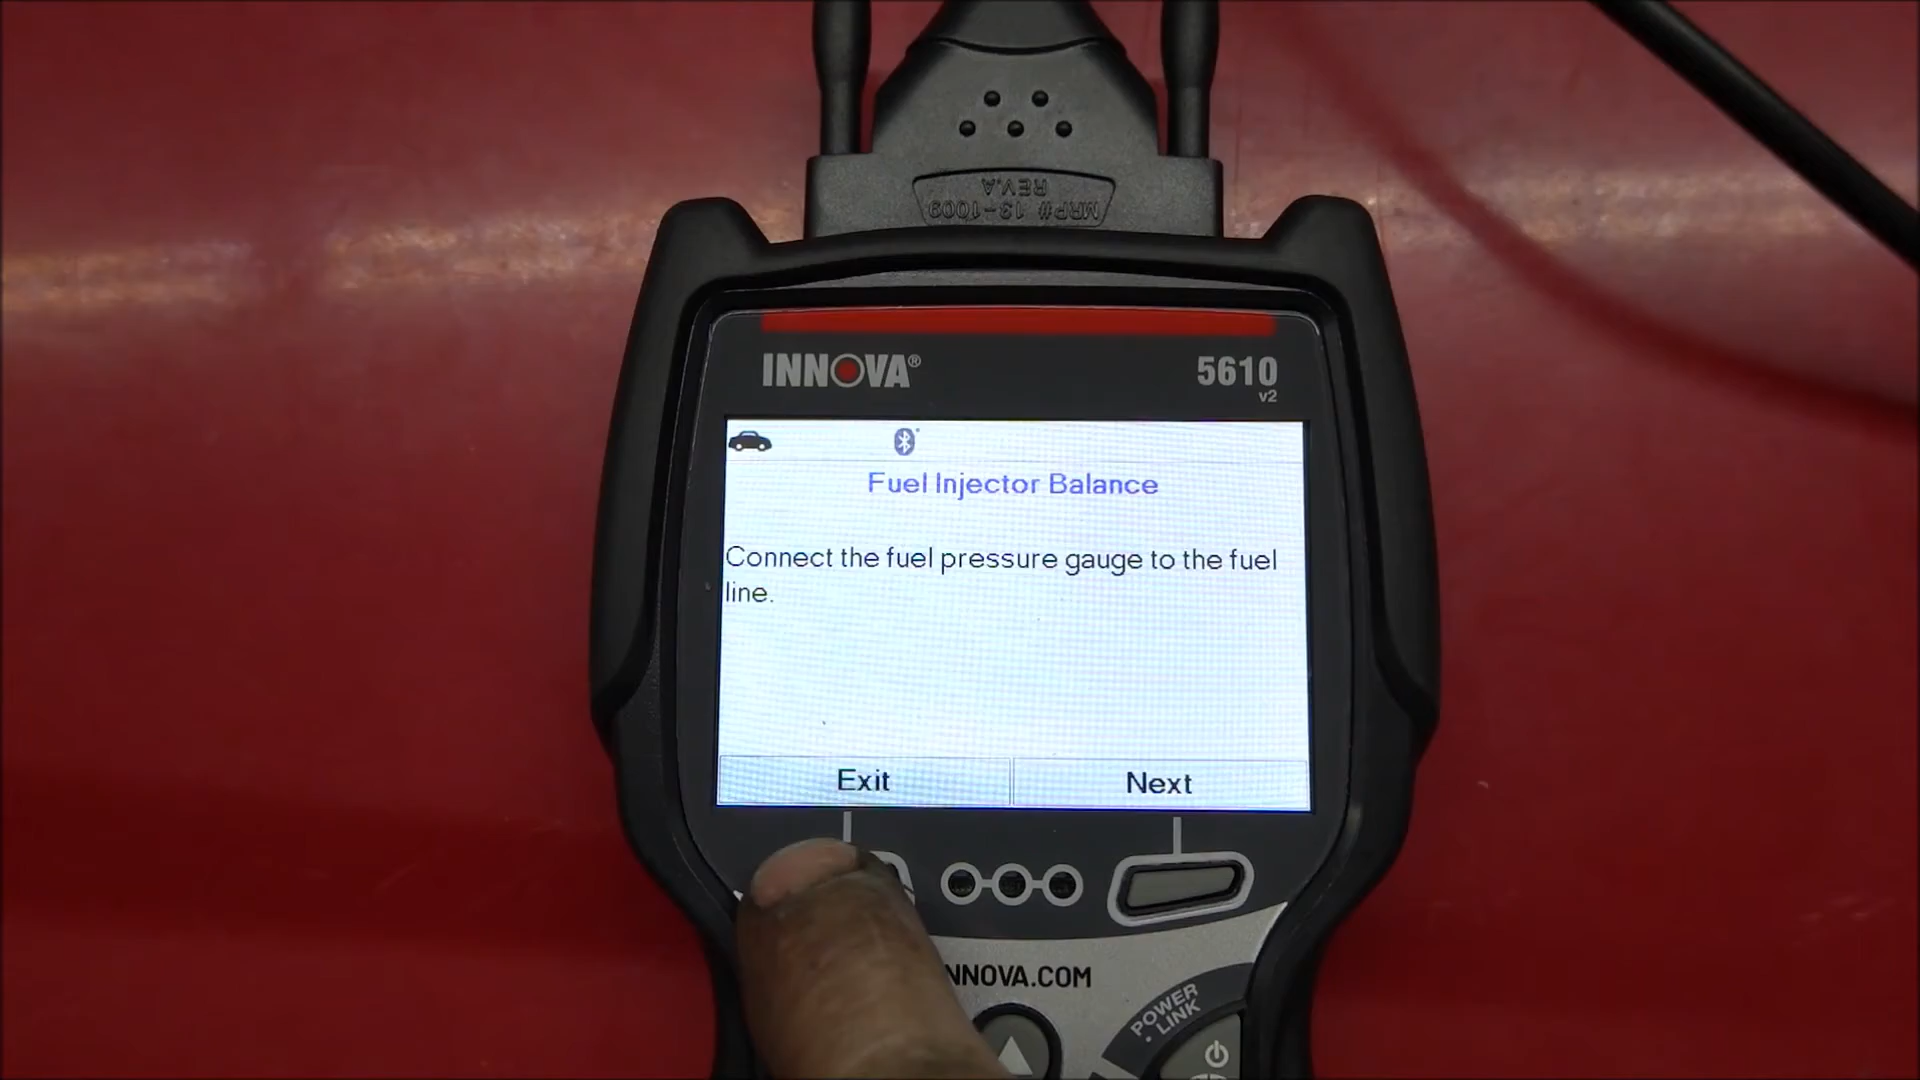 MRP# 13-1009
REV.A
INNOVA®
5610
v2
Fuel Injector Balance
Connect the fuel pressure gauge to the fuel
line.
Exit
Next
NNOVA.COM
POWER
LINK